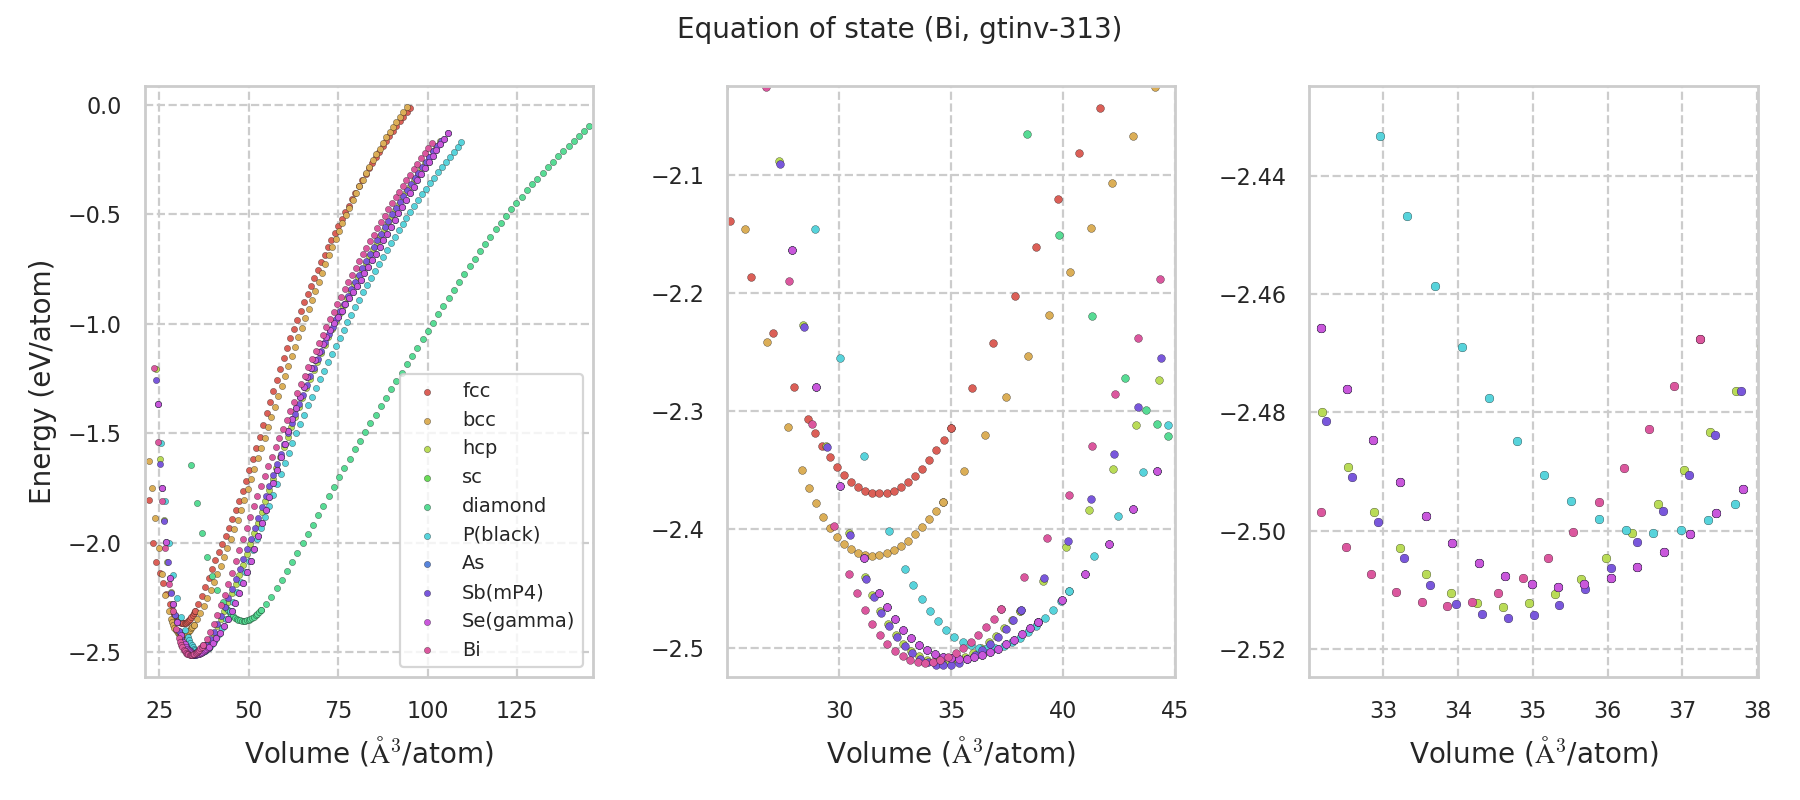 Equation of state (Bi, gtinv-313)
Energy (eV/atom)
0.0
−0.5
−1.0
−1.5
−2.0
−2.5
25 50 75 100 125
Volume (Å³/atom)
fcc
bcc
hcp
sc
diamond
P(black)
As
Sb(mP4)
Se(gamma)
Bi
−2.1
−2.2
−2.3
−2.4
−2.5
30 35 40 45
Volume (Å³/atom)
−2.44
−2.46
−2.48
−2.50
−2.52
33 34 35 36 37 38
Volume (Å³/atom)